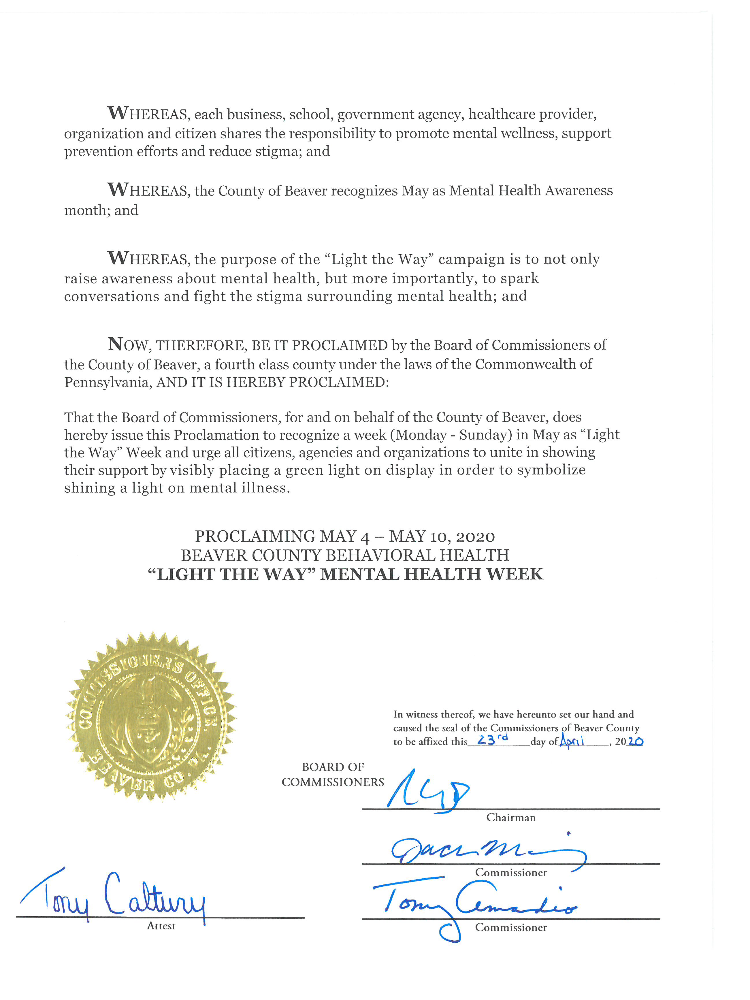 WHEREAS, each business, school, government agency, healthcare provider,
organization and citizen shares the responsibility to promote mental wellness, support
prevention efforts and reduce stigma; and
WHEREAS, the County of Beaver recognizes May as Mental Health Awareness
month; and
WHEREAS, the purpose of the “Light the Way” campaign is to not only
raise awareness about mental health, but more importantly, to spark
conversations and fight the stigma surrounding mental health; and
NOW, THEREFORE, BE IT PROCLAIMED by the Board of Commissioners of
the County of Beaver, a fourth class county under the laws of the Commonwealth of
Pennsylvania, AND IT IS HEREBY PROCLAIMED:
That the Board of Commissioners, for and on behalf of the County of Beaver, does
hereby issue this Proclamation to recognize a week (Monday - Sunday) in May as “Light
the Way” Week and urge all citizens, agencies and organizations to unite in showing
their support by visibly placing a green light on display in order to symbolize
shining a light on mental illness.
PROCLAIMING MAY 4 – MAY 10, 2020
BEAVER COUNTY BEHAVIORAL HEALTH
“LIGHT THE WAY” MENTAL HEALTH WEEK
COMMISSIONER'S OFFICE
BEAVER CO. PA.
In witness thereof, we have hereunto set our hand and
caused the seal of the Commissioners of Beaver County
to be affixed this 23rd day of April, 2020
BOARD OF
COMMISSIONERS
Chairman
Commissioner
Tony Amadio
Commissioner
Tony
Attest